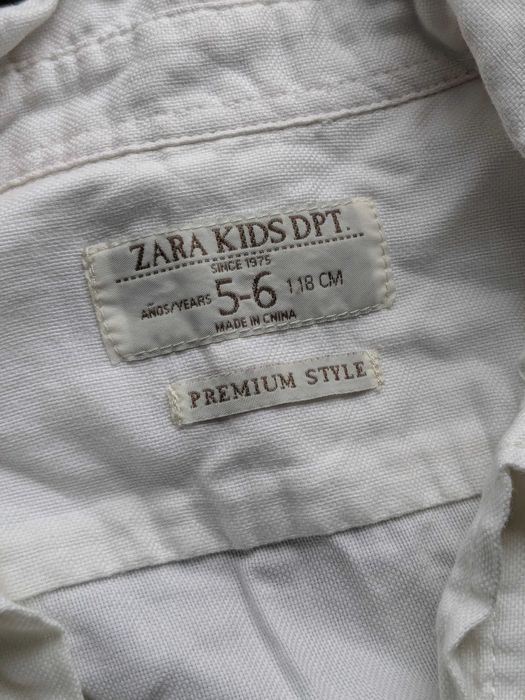 ZARA KIDS DPT.
SINCE 1975
AÑOS/YEARS 5-6 118 CM
MADE IN CHINA
PREMIUM STYLE